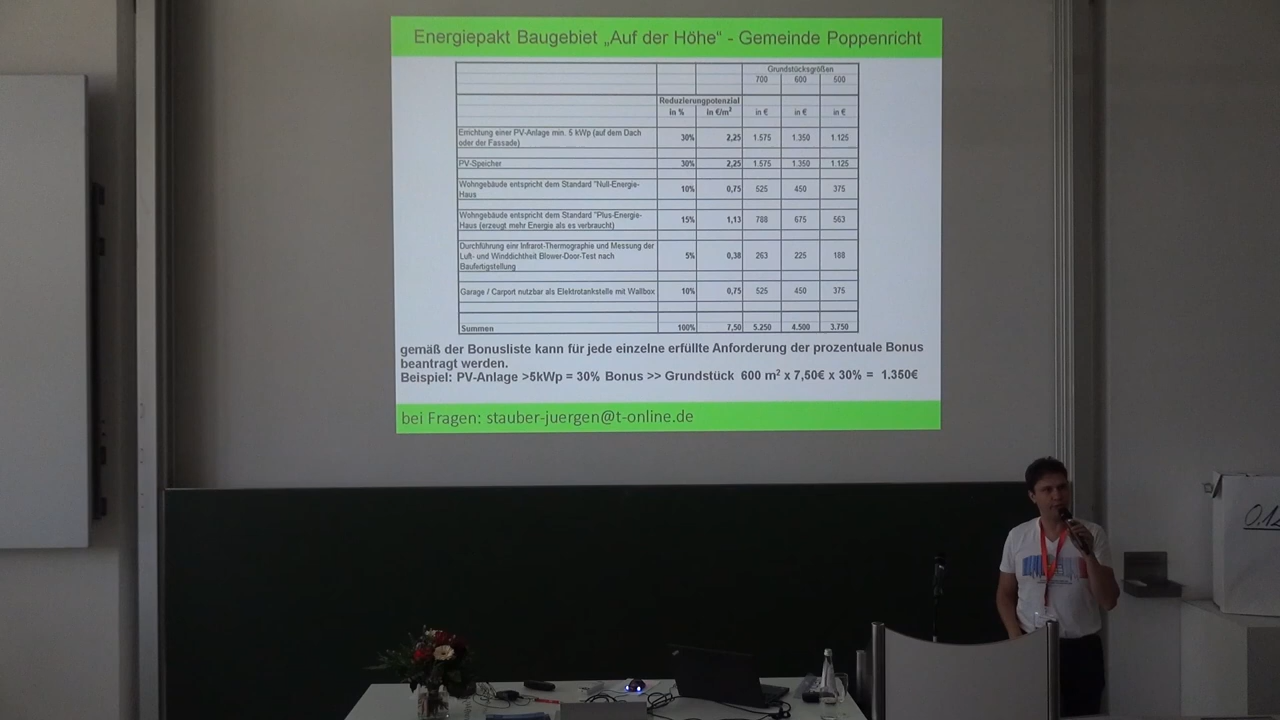 Energiepakt Baugebiet „Auf der Höhe“ - Gemeinde Poppenricht
Grundstücksgrößen
700 600 500
Reduzierungpotenzial
in % in €/m² in € in € in €
Errichtung einer PV-Anlage min. 5 kWp (auf dem Dach
oder der Fassade) 30% 2,25 1.575 1.350 1.125
PV-Speicher 30% 2,25 1.575 1.350 1.125
Wohngebäude entspricht dem Standard "Null-Energie-
Haus 10% 0,75 525 450 375
Wohngebäude entspricht dem Standard "Plus-Energie-
Haus (erzeugt mehr Energie als es verbraucht) 15% 1,13 788 675 563
Durchführung einr Infrarot-Thermographie und Messung der
Luft- und Winddichtheit Blower-Door-Test nach 5% 0,38 263 225 188
Baufertigstellung
Garage / Carport nutzbar als Elektrotankstelle mit Wallbox 10% 0,75 525 450 375
Summen 100% 7,50 5.250 4.500 3.750
gemäß der Bonusliste kann für jede einzelne erfüllte Anforderung der prozentuale Bonus
beantragt werden.
Beispiel: PV-Anlage >5kWp = 30% Bonus >> Grundstück 600 m² x 7,50€ x 30% = 1.350€
bei Fragen: stauber-juergen@t-online.de